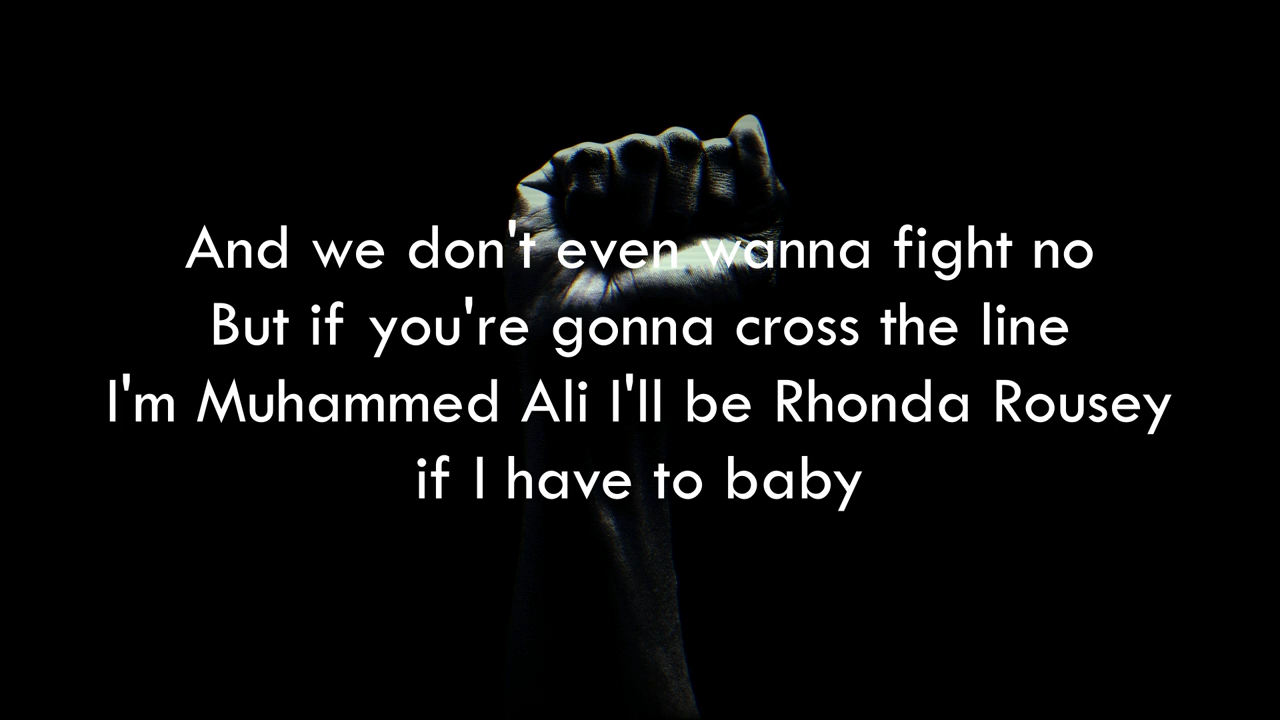 And we don't even wanna fight no
But if you're gonna cross the line
I'm Muhammed Ali I'll be Rhonda Rousey
if I have to baby